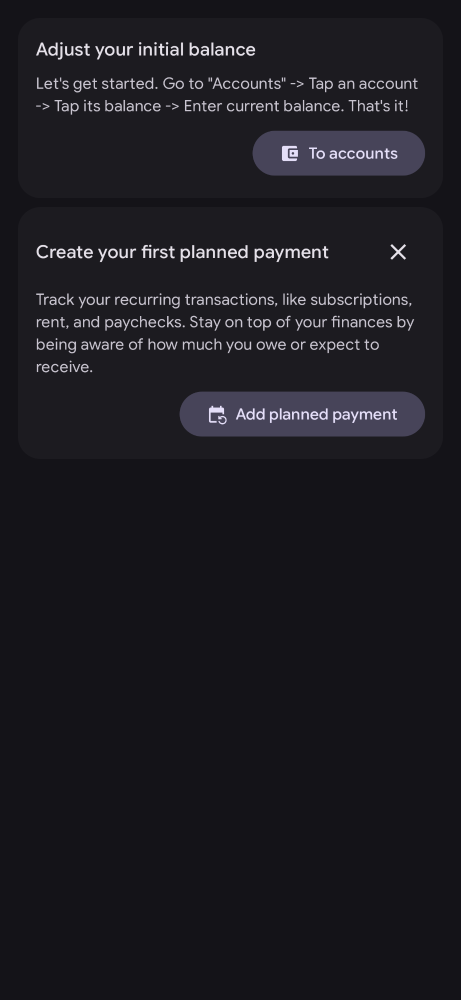 Adjust your initial balance
Let's get started. Go to "Accounts" -> Tap an account
-> Tap its balance -> Enter current balance. That's it!
To accounts
Create your first planned payment
Track your recurring transactions, like subscriptions,
rent, and paychecks. Stay on top of your finances by
being aware of how much you owe or expect to
receive.
Add planned payment